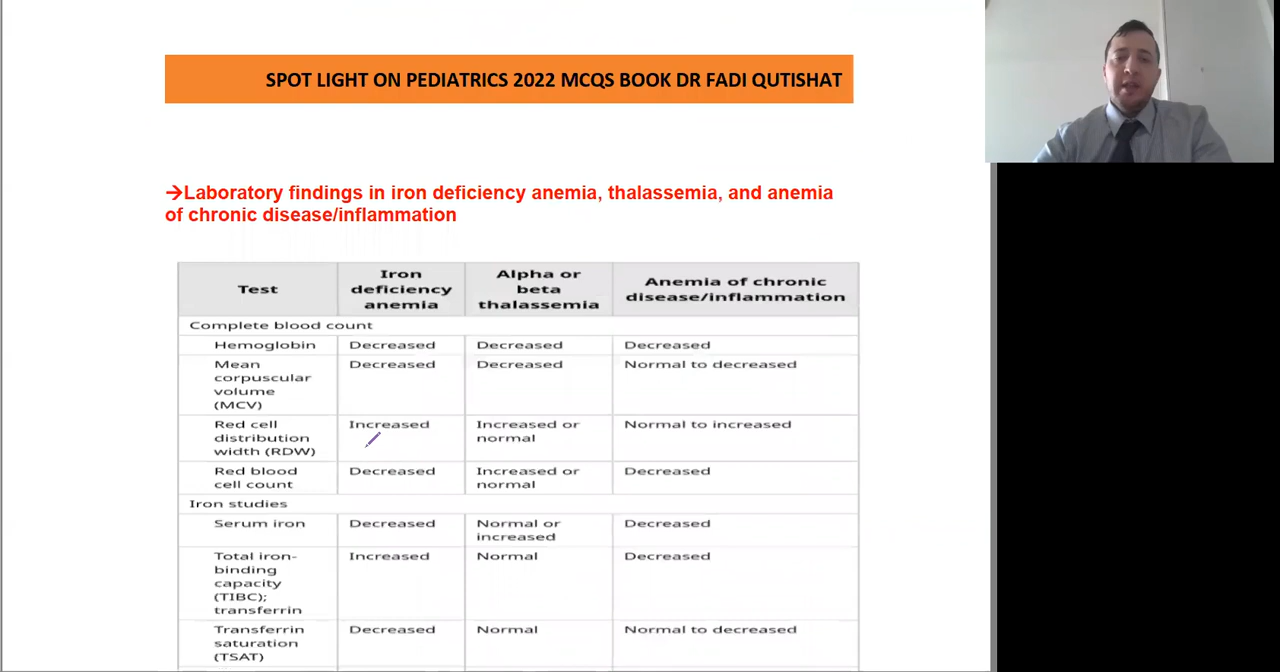 SPOT LIGHT ON PEDIATRICS 2022 MCQS BOOK DR FADI QUTISHAT
→Laboratory findings in iron deficiency anemia, thalassemia, and anemia
of chronic disease/inflammation
Test
Iron
deficiency
anemia
Alpha or
beta
thalassemia
Anemia of chronic
disease/inflammation
Complete blood count
Hemoglobin
Decreased
Decreased
Decreased
Mean
corpuscular
volume
(MCV)
Decreased
Decreased
Normal to decreased
Red cell
distribution
width (RDW)
Increased
Increased or
normal
Normal to increased
Red blood
cell count
Decreased
Increased or
normal
Decreased
Iron studies
Serum iron
Decreased
Normal or
increased
Decreased
Total iron-
binding
capacity
(TIBC);
transferrin
Increased
Normal
Decreased
Transferrin
saturation
(TSAT)
Decreased
Normal
Normal to decreased